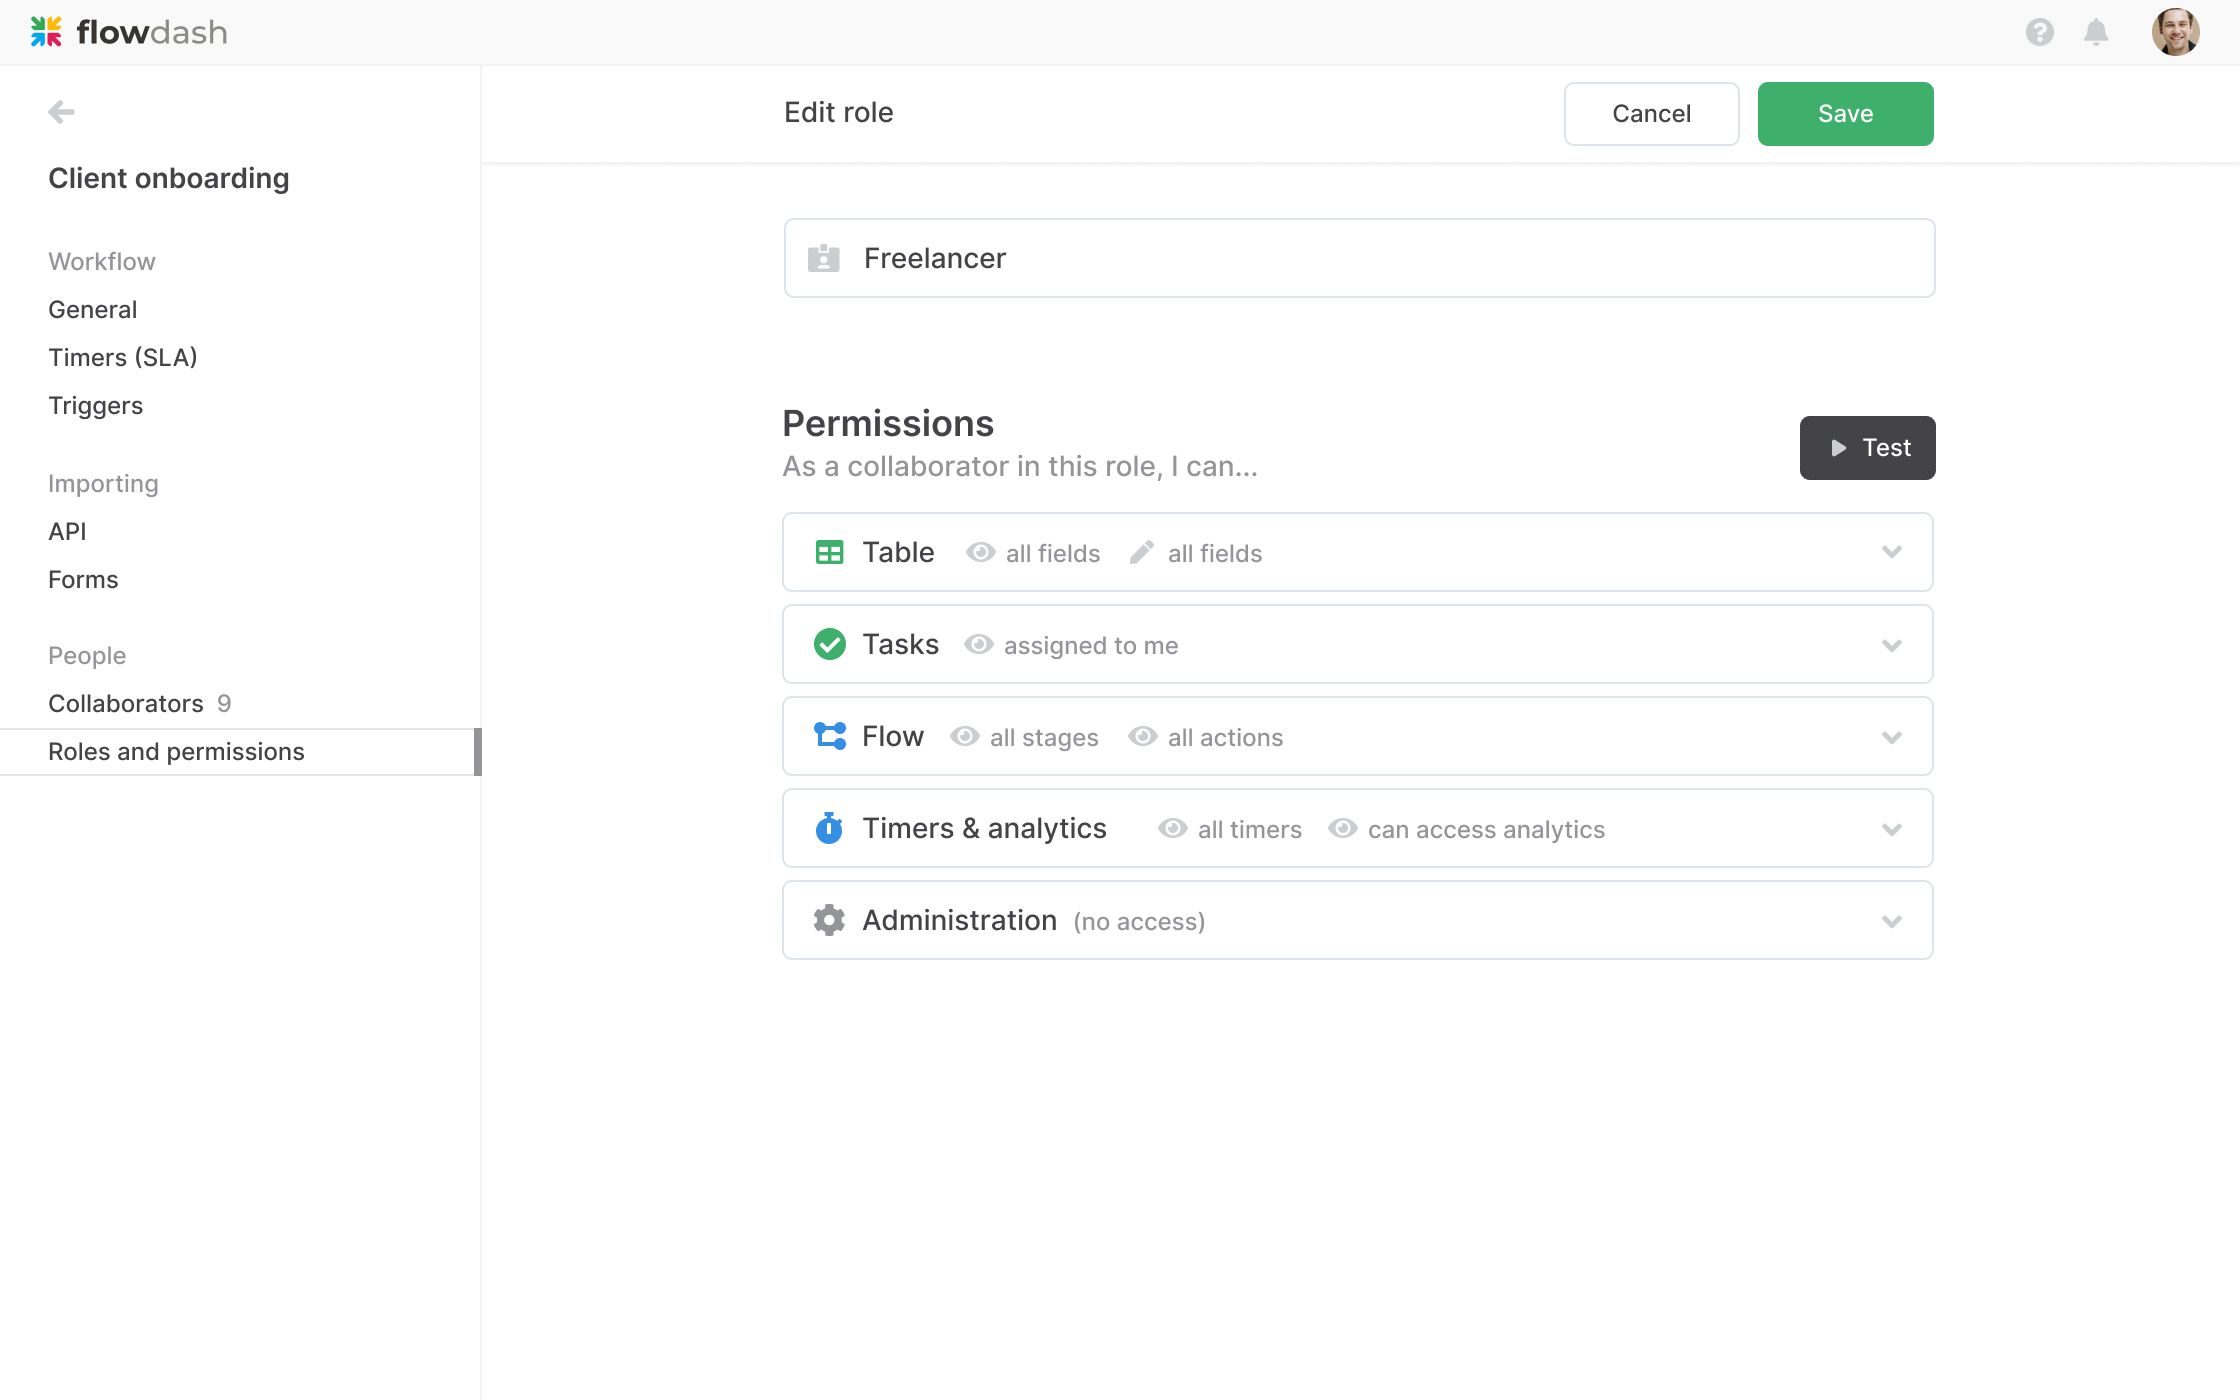 flowdash
Edit role
Cancel
Save
Client onboarding
Workflow
General
Timers (SLA)
Triggers
Importing
API
Forms
People
Collaborators 9
Roles and permissions
Freelancer
Permissions
As a collaborator in this role, I can...
Test
Table all fields all fields
Tasks assigned to me
Flow all stages all actions
Timers & analytics all timers can access analytics
Administration (no access)